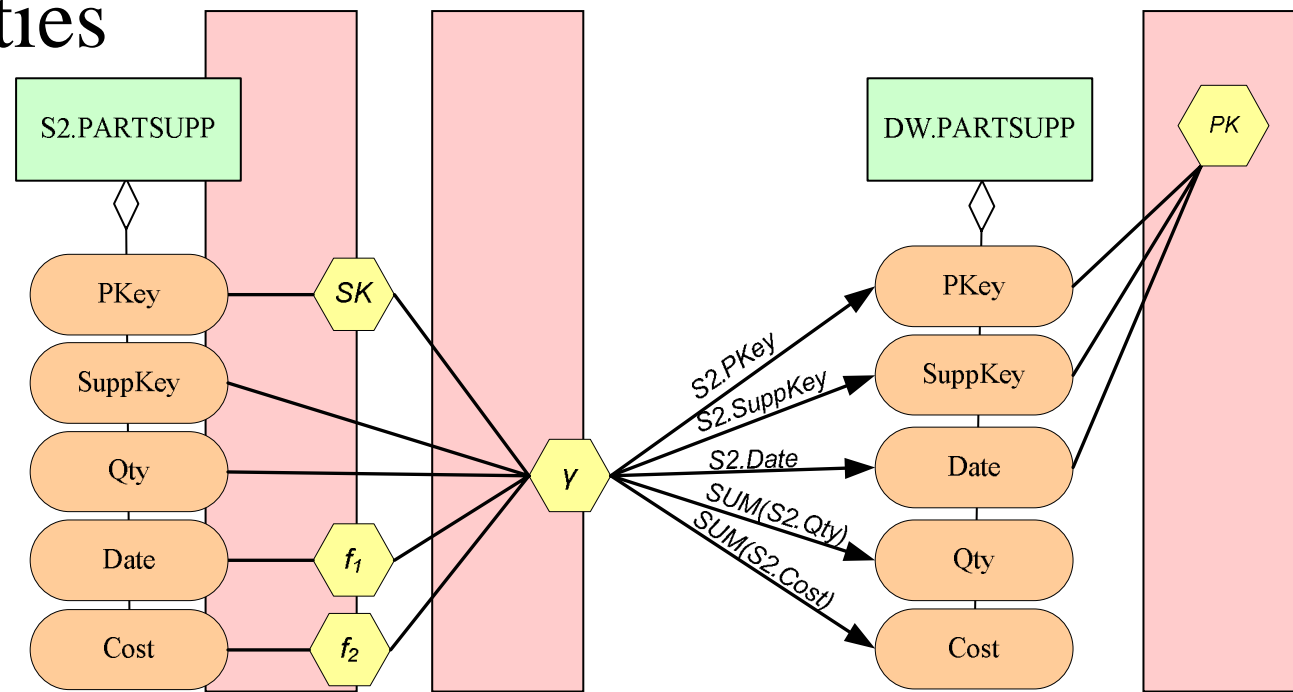 ties
S2.PARTSUPP
PKey
SuppKey
Qty
Date
Cost
SK
f1
f2
γ
S2.PKey
S2.SuppKey
S2.Date
SUM(S2.Qty)
SUM(S2.Cost)
DW.PARTSUPP
PKey
SuppKey
Date
Qty
Cost
PK